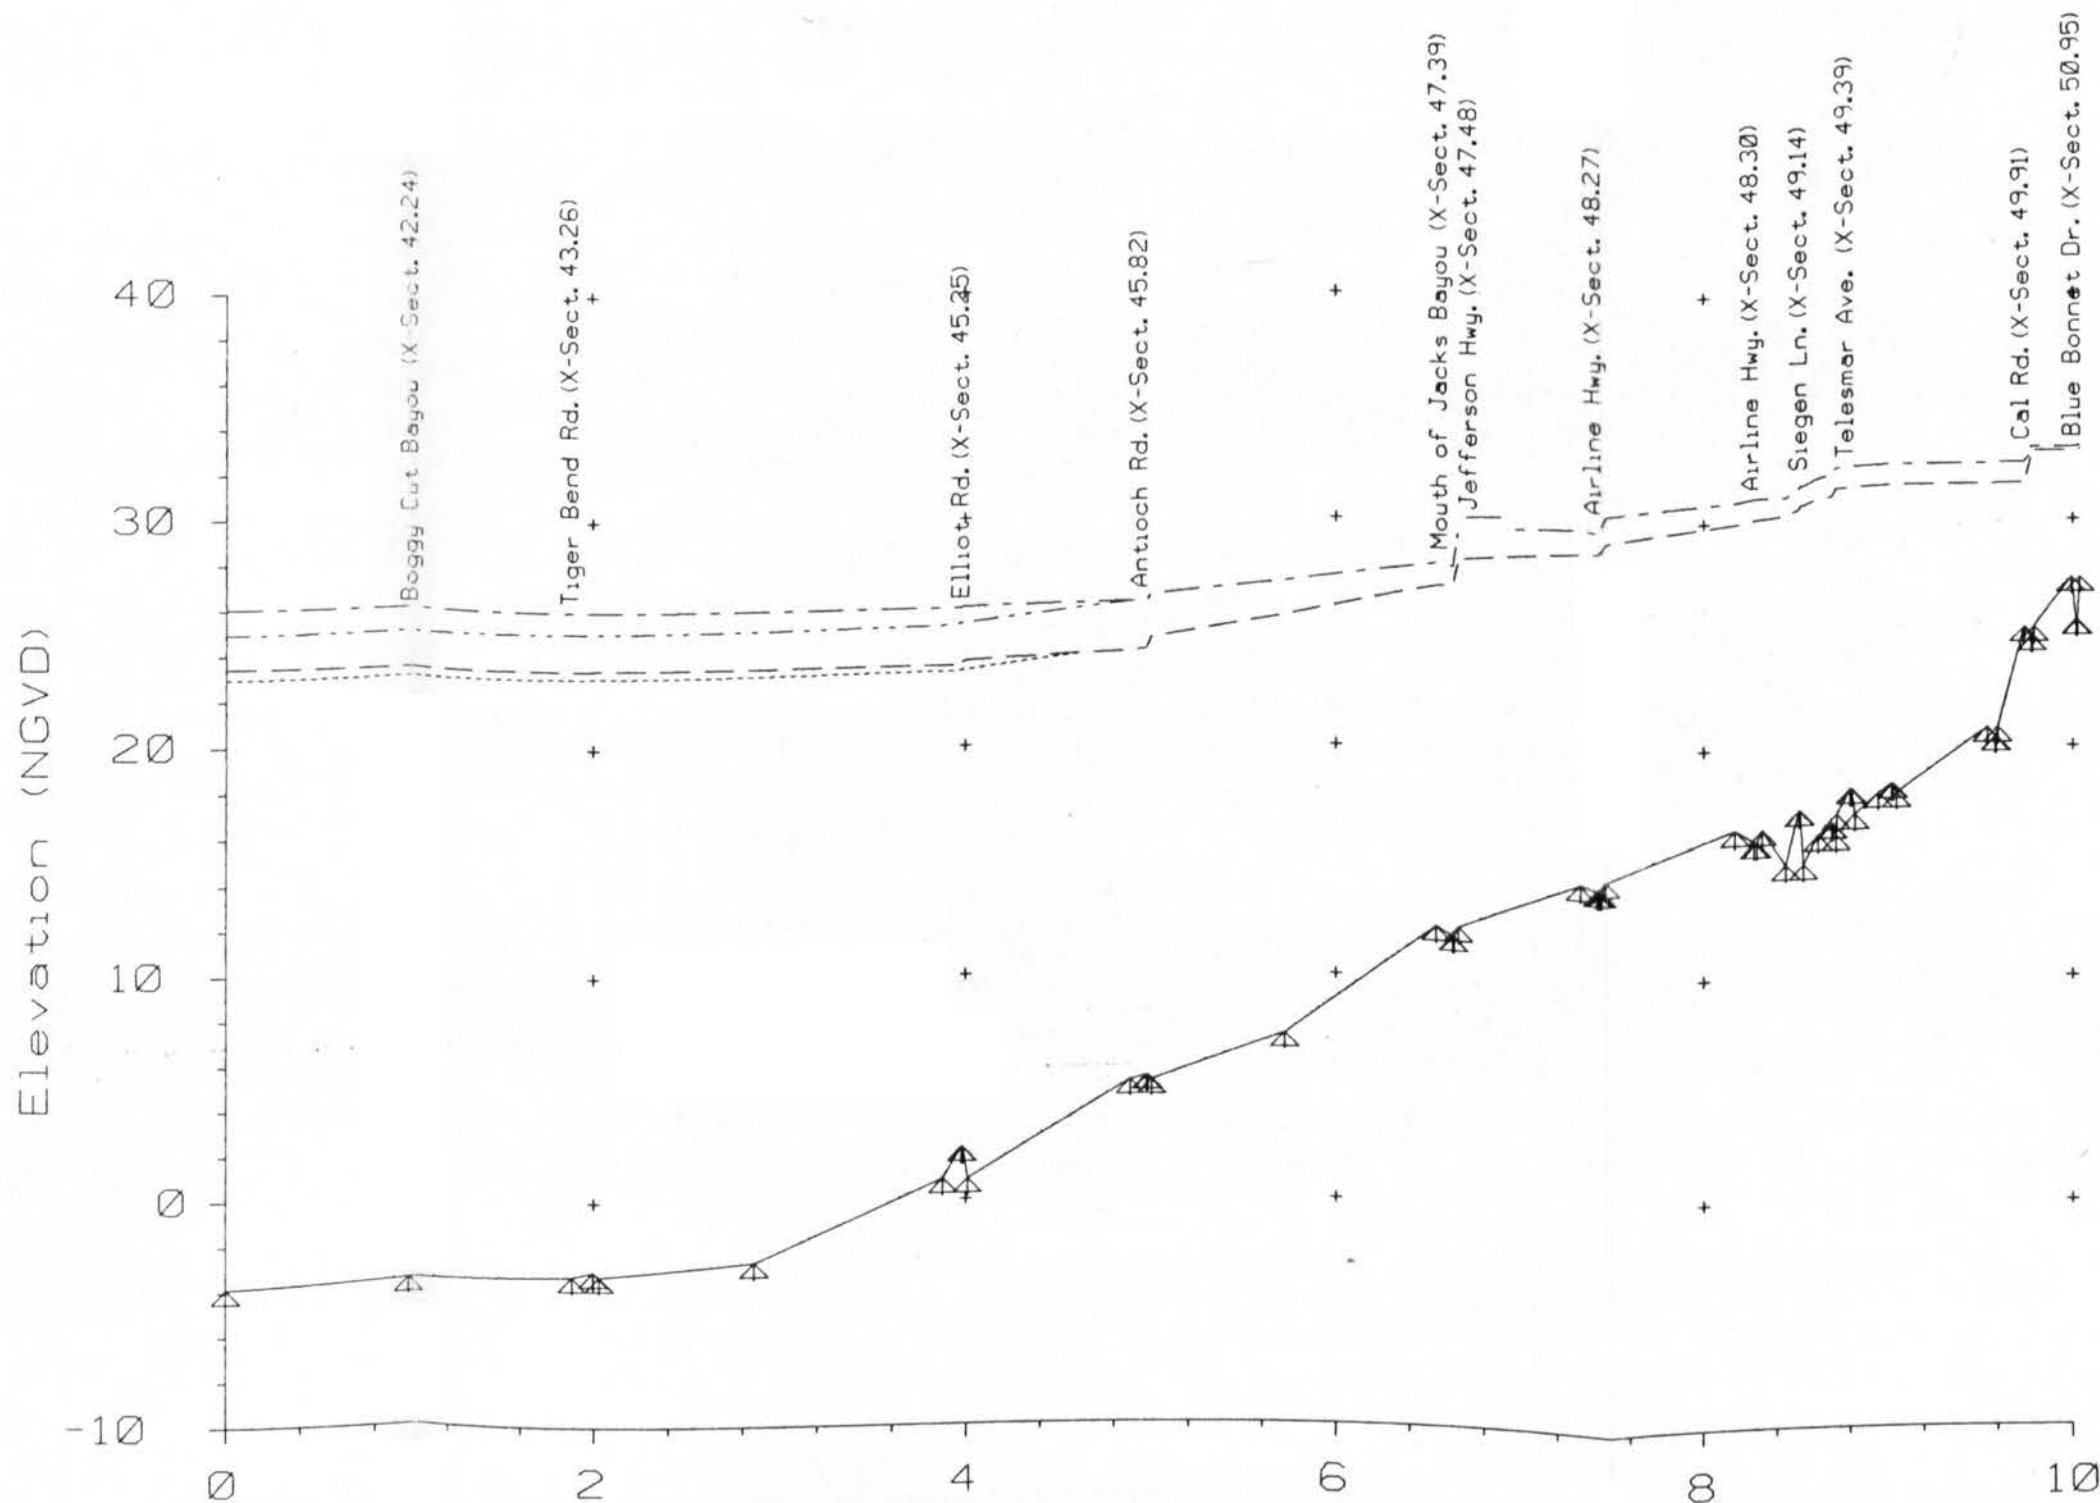 Elevation (NGVD)
40
30
20
10
0
-10
0
2
4
6
8
10
Boggy Cut Bayou (X-Sect. 42.24)
Tiger Bend Rd. (X-Sect. 43.26)
Elliot Rd. (X-Sect. 45.25)
Antioch Rd. (X-Sect. 45.82)
Mouth of Jacks Bayou (X-Sect. 47.39)
Jefferson Hwy. (X-Sect. 47.48)
Airline Hwy. (X-Sect. 48.27)
Airline Hwy. (X-Sect. 48.30)
Siegen Ln. (X-Sect. 49.14)
Telesmar Ave. (X-Sect. 49.39)
Cal Rd. (X-Sect. 49.91)
Blue Bonnet Dr. (X-Sect. 50.95)